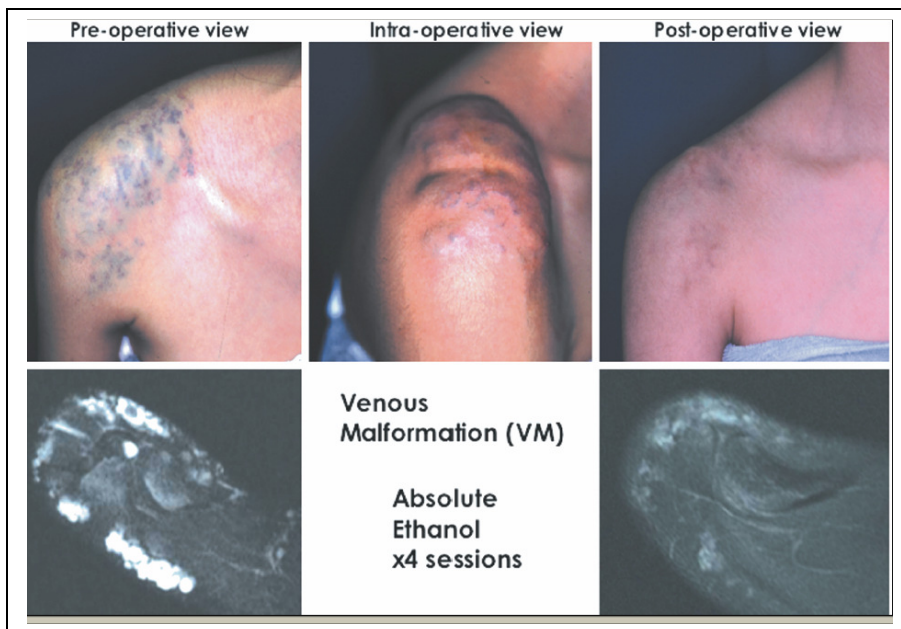 Pre-operative view
Intra-operative view
Post-operative view
Venous
Malformation (VM)
Absolute
Ethanol
x4 sessions